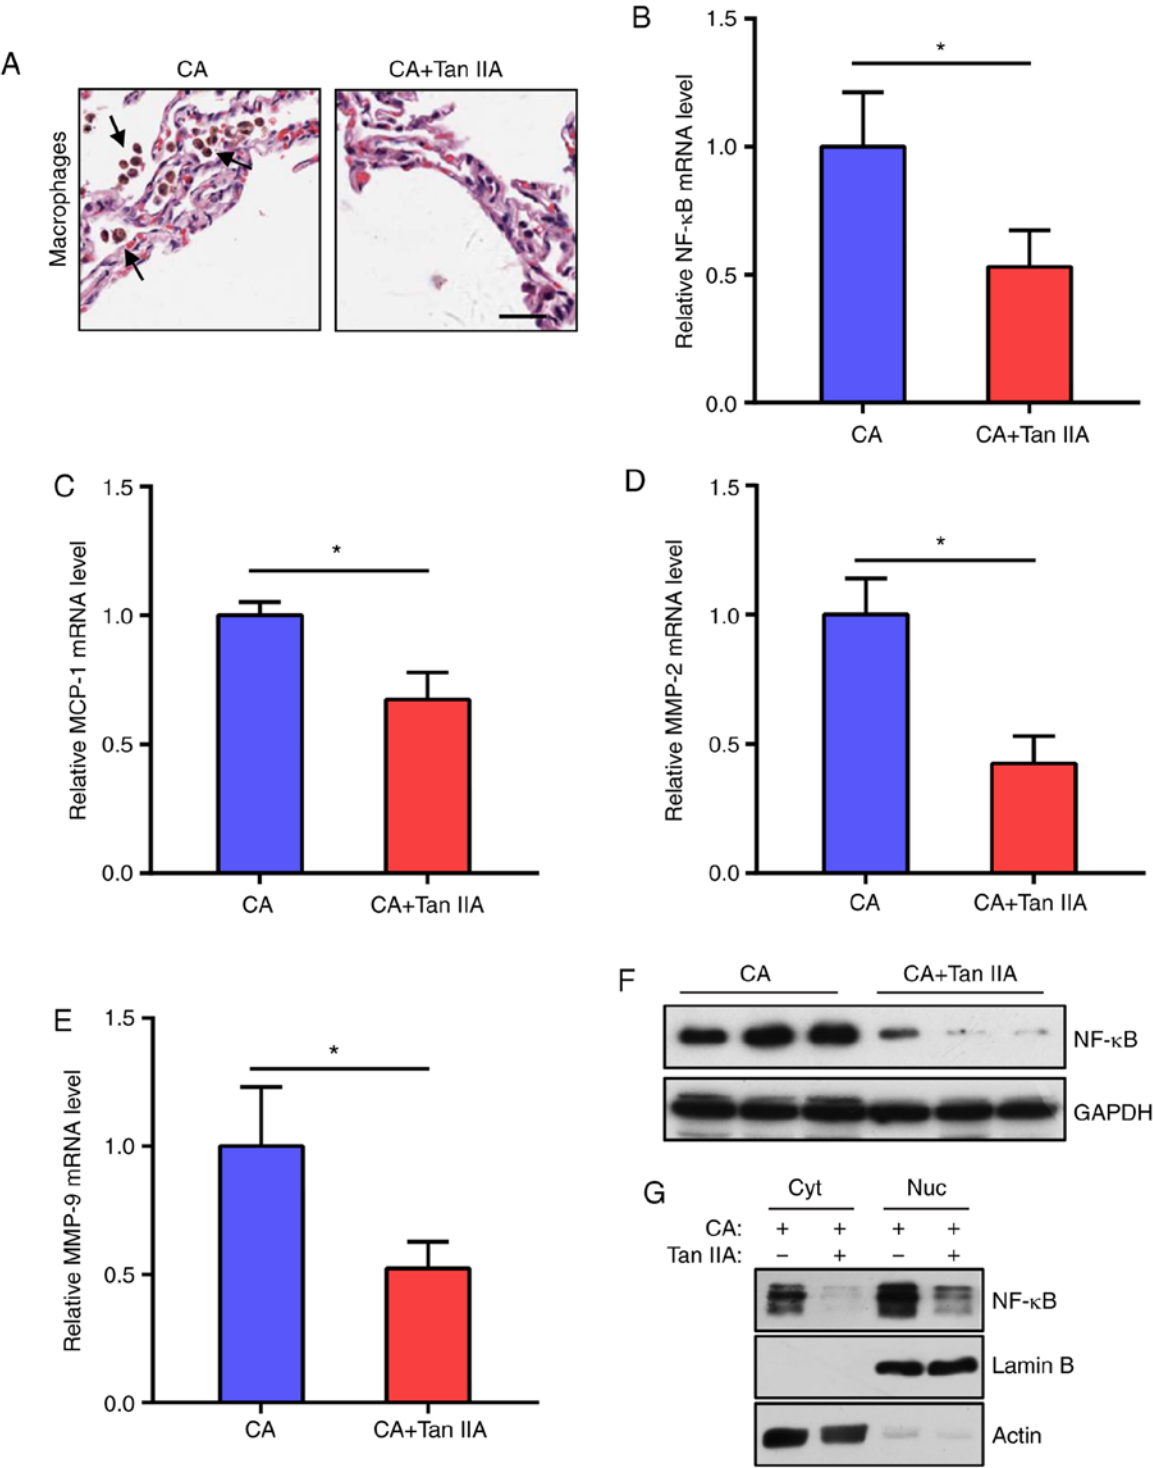 A
CA
CA+Tan IIA
Macrophages
B
Relative NF-κB mRNA level
1.5
1.0
0.5
0.0
*
CA
CA+Tan IIA
C
Relative MCP-1 mRNA level
1.5
1.0
0.5
0.0
*
CA
CA+Tan IIA
D
Relative MMP-2 mRNA level
1.5
1.0
0.5
0.0
*
CA
CA+Tan IIA
E
Relative MMP-9 mRNA level
1.5
1.0
0.5
0.0
*
CA
CA+Tan IIA
F
CA
CA+Tan IIA
NF-κB
GAPDH
G
Cyt Nuc
CA: + + + +
Tan IIA: − + − +
NF-κB
Lamin B
Actin